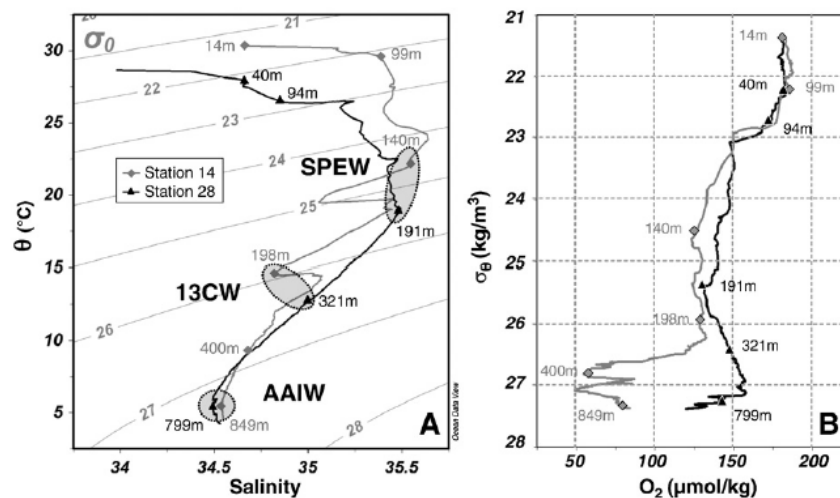 σ₀
20
21
30
14m
99m
40m
22
94m
25
23
140m
Station 14
Station 28
24
SPEW
20
θ (°C)
25
191m
198m
15
13CW
321m
26
10
400m
AAIW
27
5
799m
849m
28
A
Ocean Data View
34
34.5
35
35.5
Salinity
21
14m
22
40m
99m
94m
23
24
140m
σθ (kg/m³)
25
191m
198m
26
321m
400m
27
849m
799m
28
B
50
100
150
200
O₂ (µmol/kg)